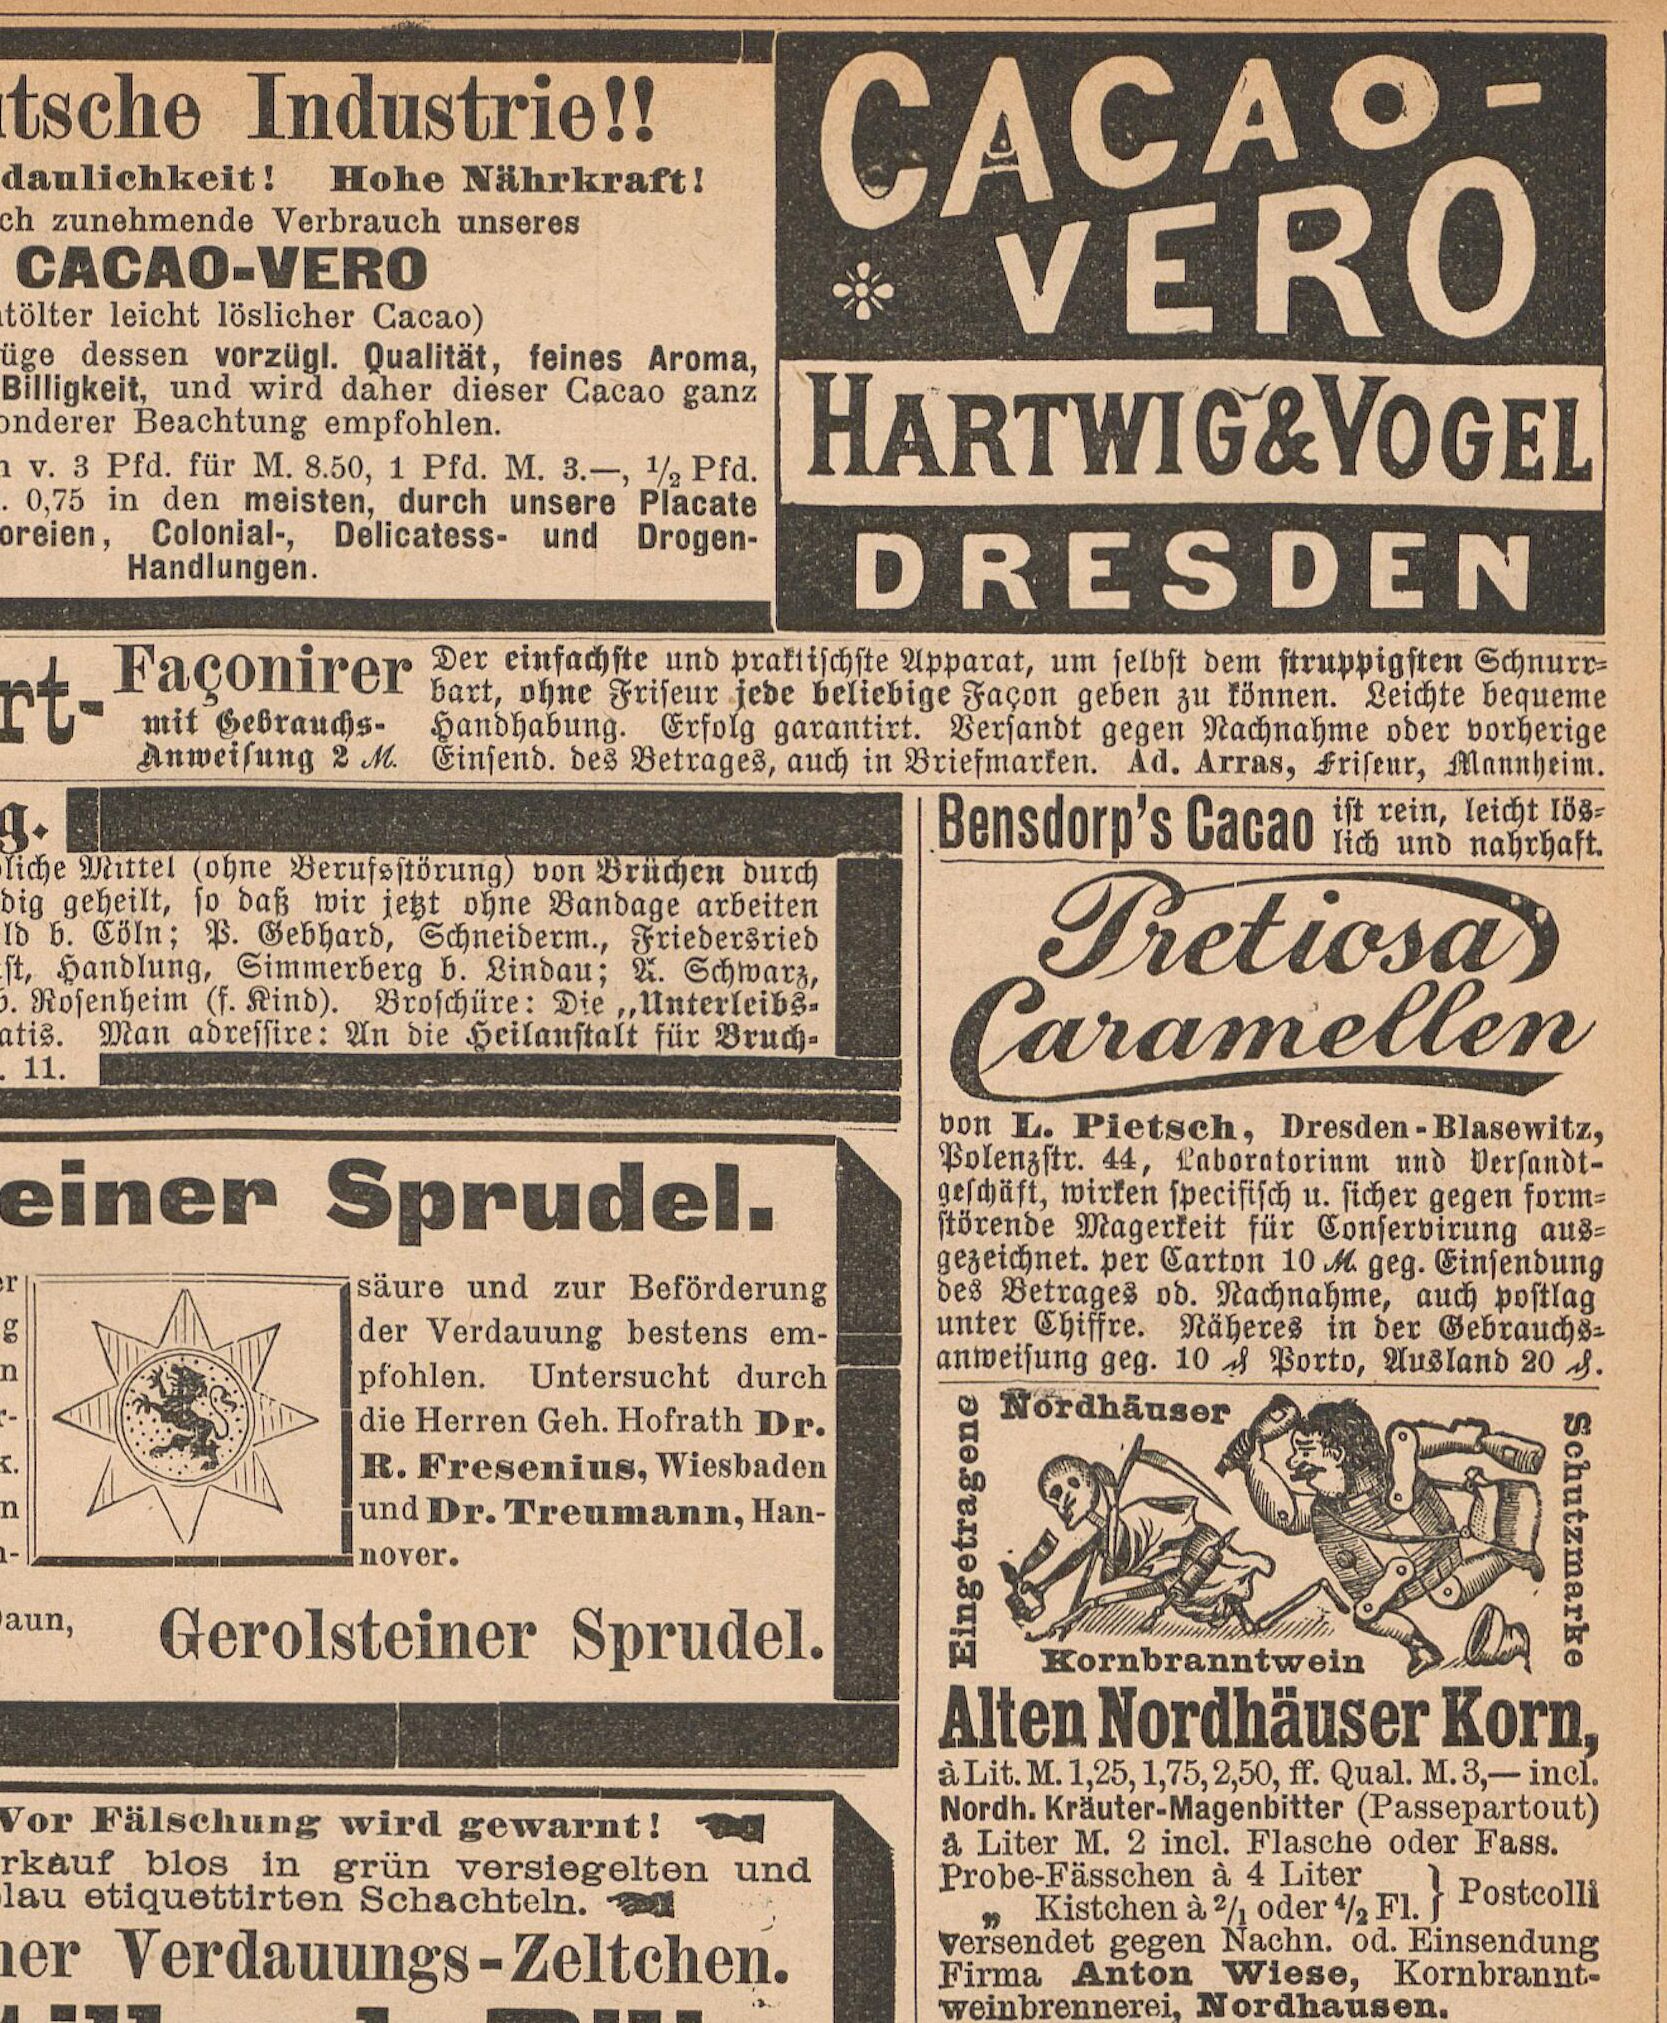 tsche Industrie!!
daulichkeit! Hohe Nährkraft!
ch zunehmende Verbrauch unseres
CACAO-VERO
tölter leicht löslicher Cacao)
üge dessen vorzügl. Qualität, feines Aroma,
Billigkeit, und wird daher dieser Cacao ganz
onderer Beachtung empfohlen.
n v. 3 Pfd. für M. 8.50, 1 Pfd. M. 3.—, 1/2 Pfd.
. 0,75 in den meisten, durch unsere Placate
oreien, Colonial-, Delicatess- und Drogen-
Handlungen.
CACAO-
VERO
HARTWIG & VOGEL
DRESDEN
rt-
Façonirer
mit Gebrauchs-
Anweisung 2 M.
Der einfachste und praktischste Apparat, um selbst dem struppigsten Schnurr-
bart, ohne Friseur jede beliebige Façon geben zu können. Leichte bequeme
Handhabung. Erfolg garantirt. Versandt gegen Nachnahme oder vorherige
Einsend. des Betrages, auch in Briefmarken. Ad. Arras, Friseur, Mannheim.
g.
liche Mittel (ohne Berufsstörung) von Brüchen durch
dig geheilt, so daß wir jetzt ohne Bandage arbeiten
ld b. Cöln; P. Gebhard, Schneiderm., Friedersried
st, Handlung, Simmerberg b. Lindau; A. Schwarz,
b. Rosenheim (f. Kind). Broschüre: Die „Unterleibs-
atis. Man adressire: An die Heilanstalt für Bruch-
. 11.
einer Sprudel.
er
g
n
r-
k.
n
n-
säure und zur Beförderung
der Verdauung bestens em-
pfohlen. Untersucht durch
die Herren Geh. Hofrath Dr.
R. Fresenius, Wiesbaden
und Dr. Treumann, Han-
nover.
Daun,
Gerolsteiner Sprudel.
Vor Fälschung wird gewarnt!
rkauf blos in grün versiegelten und
blau etiquettirten Schachteln.
ner Verdauungs-Zeltchen.
Bensdorp's Cacao ist rein, leicht lös-
lich und nahrhaft.
Pretiosa
Caramellen
von L. Pietsch, Dresden-Blasewitz,
Polenzstr. 44, Laboratorium und Versandt-
geschäft, wirken specifisch u. sicher gegen form-
störende Magerkeit für Conservirung aus-
gezeichnet. per Carton 10 M. geg. Einsendung
des Betrages od. Nachnahme, auch postlag
unter Chiffre. Näheres in der Gebrauchs-
anweisung geg. 10 ₰ Porto, Ausland 20 ₰.
Eingetragene
Nordhäuser
Schutzmarke
Kornbranntwein
Alten Nordhäuser Korn,
à Lit. M. 1,25, 1,75, 2,50, ff. Qual. M. 3,— incl.
Nordh. Kräuter-Magenbitter (Passepartout)
à Liter M. 2 incl. Flasche oder Fass.
Probe-Fässchen à 4 Liter
„ Kistchen à 2/1 oder 4/2 Fl. } Postcolli
versendet gegen Nachn. od. Einsendung
Firma Anton Wiese, Kornbrannt-
weinbrennerei, Nordhausen.